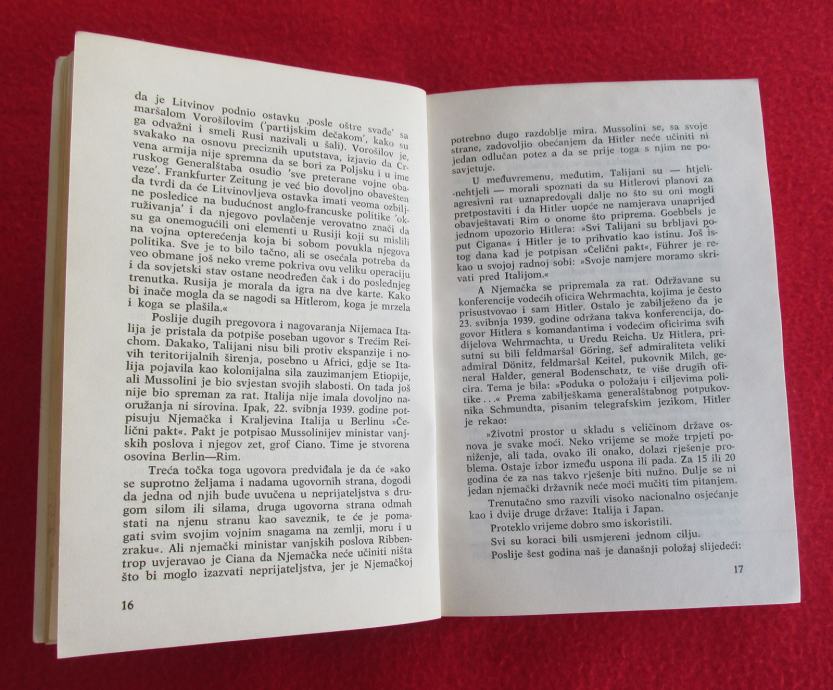 da je Litvinov podnio ostavku ‚posle oštre svađe‘ sa
maršalom Vorošilovim (‘partijskim dečakom’, kako su
ga odvažni i smeli Rusi nazivali u šali). Vorošilov je,
svakako na osnovu preciznih uputstava, izjavio da Cr-
vena armija nije spremna da se bori za Poljsku i u ime
ruskog Generalštaba osudio ‘sve preterane vojne oba-
veze’. Frankfurter Zeitung je već bio dovoljno obavešten
da tvrdi da će Litvinovljeva ostavka imati veoma ozbilj-
ne posledice na budućnost anglo-francuske politike ‘ok-
ruživanja’ i da njegovo povlačenje verovatno znači da
su ga onemogućili oni elementi u Rusiji koji su mislili
na vojna opterećenja koja bi sobom povukla njegova
politika. Sve je to bilo tačno, ali se osećala potreba da
veo obmane još neko vreme pokriva ovu veliku operaciju
i da sovjetski stav ostane neodređen čak i do poslednjeg
trenutka. Rusija je morala da igra na dve karte. Kako
bi inače mogla da se nagodi sa Hitlerom, koga je mrzela
i koga se plašila.«
Poslije dugih pregovora i nagovaranja Nijemaca Ita-
lija je pristala da potpiše poseban ugovor s Trećim Rei-
chom. Dakako, Talijani nisu bili protiv ekspanzije i no-
vih teritorijalnih širenja, posebno u Africi, gdje se Ita-
lija pojavila kao kolonijalna sila zauzimanjem Etiopije,
ali Mussolini je bio svjestan svojih slabosti. On tada još
nije bio spreman za rat. Italija nije imala dovoljno na-
oružanja ni sirovina. Ipak, 22. svibnja 1939. godine pot-
pisuju Njemačka i Kraljevina Italija u Berlinu »Če-
lični pakt«. Pakt je potpisao Mussolinijev ministar vanj-
skih poslova i njegov zet, grof Ciano. Time je stvorena
osovina Berlin—Rim.
Treća točka toga ugovora predviđala je da će »ako
se suprotno željama i nadama ugovornih strana, dogodi
da jedna od njih bude uvučena u neprijateljstva s dru-
gom silom ili silama, druga ugovorna strana odmah
stati na njenu stranu kao saveznik, te će je poma-
gati svim svojim vojnim snagama na zemlji, moru i u
zraku«. Ali njemački ministar vanjskih poslova Ribben-
trop uvjeravao je Ciana da Njemačka neće učiniti ništa
što bi moglo izazvati neprijateljstva, jer je Njemačkoj
16
potrebno dugo razdoblje mira. Mussolini se, sa svoje
strane, zadovoljio obećanjem da Hitler neće učiniti ni
jedan odlučan potez a da se prije toga s njim ne po-
savjetuje.
U međuvremenu, međutim, Talijani su — htjeli-
-nehtjeli — morali spoznati da su Hitlerovi planovi za
agresivni rat uznapredovali dalje no što su oni mogli
pretpostaviti i da Hitler uopće ne namjerava unaprijed
obavještavati Rim o onome što priprema. Goebbels je
jednom upozorio Hitlera: »Svi Talijani su brbljavi po-
put Cigana« i Hitler je to prihvatio kao istinu. Još is-
tog dana kad je potpisan »Čelični pakt«, Führer je re-
kao u svojoj radnoj sobi: »Svoje namjere moramo skri-
vati pred Italijom.«
A Njemačka se pripremala za rat. Održavane su
konferencije vodećih oficira Wehrmachta, kojima je često
prisustvovao i sam Hitler. Ostalo je zabilježeno da je
23. svibnja 1939. godine održana takva konferencija, do-
govor Hitlera s komandantima i vodećim oficirima svih
dijelova Wehrmachta, u Uredu Reicha. Uz Hitlera, pri-
sutni su bili feldmaršal Göring, šef admiraliteta veliki
admiral Dönitz, feldmaršal Keitel, pukovnik Milch, ge-
neral Halder, general Bodenschatz, te više drugih ofi-
cira. Tema je bila: »Poduka o položaju i ciljevima poli-
tike . . .« Prema zabilješkama generalštabnog potpukov-
nika Schmundta, pisanim telegrafskim jezikom, Hitler
je rekao:
»Životni prostor u skladu s veličinom države os-
nova je svake moći. Neko vrijeme se može trpjeti po-
niženje, ali tada, ovako ili onako, dolazi rješenje pro-
blema. Ostaje izbor između uspona ili pada. Za 15 ili 20
godina će za nas takvo rješenje biti nužno. Dulje se ni
jedan njemački državnik neće moći mučiti tim pitanjem.
Trenutačno smo razvili visoko nacionalno osjećanje
kao i dvije druge države: Italija i Japan.
Proteklo vrijeme dobro smo iskoristili.
Svi su koraci bili usmjereni jednom cilju.
Poslije šest godina naš je današnji položaj slijedeći:
17